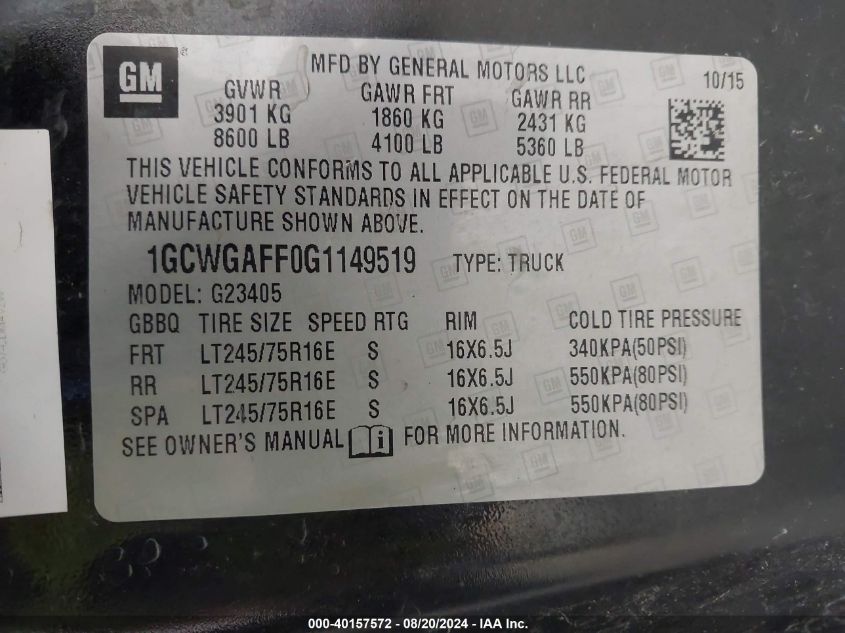 GM
MFD BY GENERAL MOTORS LLC
10/15
GVWR GAWR FRT GAWR RR
3901 KG 1860 KG 2431 KG
8600 LB 4100 LB 5360 LB
THIS VEHICLE CONFORMS TO ALL APPLICABLE U.S. FEDERAL MOTOR
VEHICLE SAFETY STANDARDS IN EFFECT ON THE DATE OF
MANUFACTURE SHOWN ABOVE.
1GCWGAFF0G1149519 TYPE: TRUCK
MODEL: G23405
GBBQ TIRE SIZE SPEED RTG RIM COLD TIRE PRESSURE
FRT LT245/75R16E S 16X6.5J 340KPA(50PSI)
RR LT245/75R16E S 16X6.5J 550KPA(80PSI)
SPA LT245/75R16E S 16X6.5J 550KPA(80PSI)
SEE OWNER'S MANUAL i FOR MORE INFORMATION.
000-40157572 - 08/20/2024 - IAA Inc.